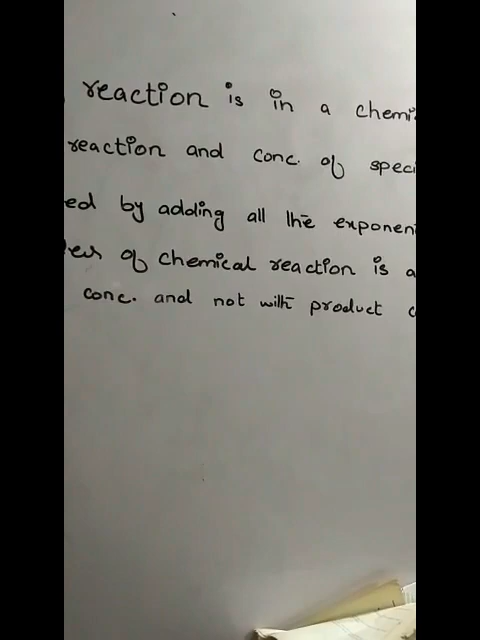 reaction is in a chemi
reaction and conc. of speci
ed by adding all the exponen
of chemical reaction is a
conc. and not with product